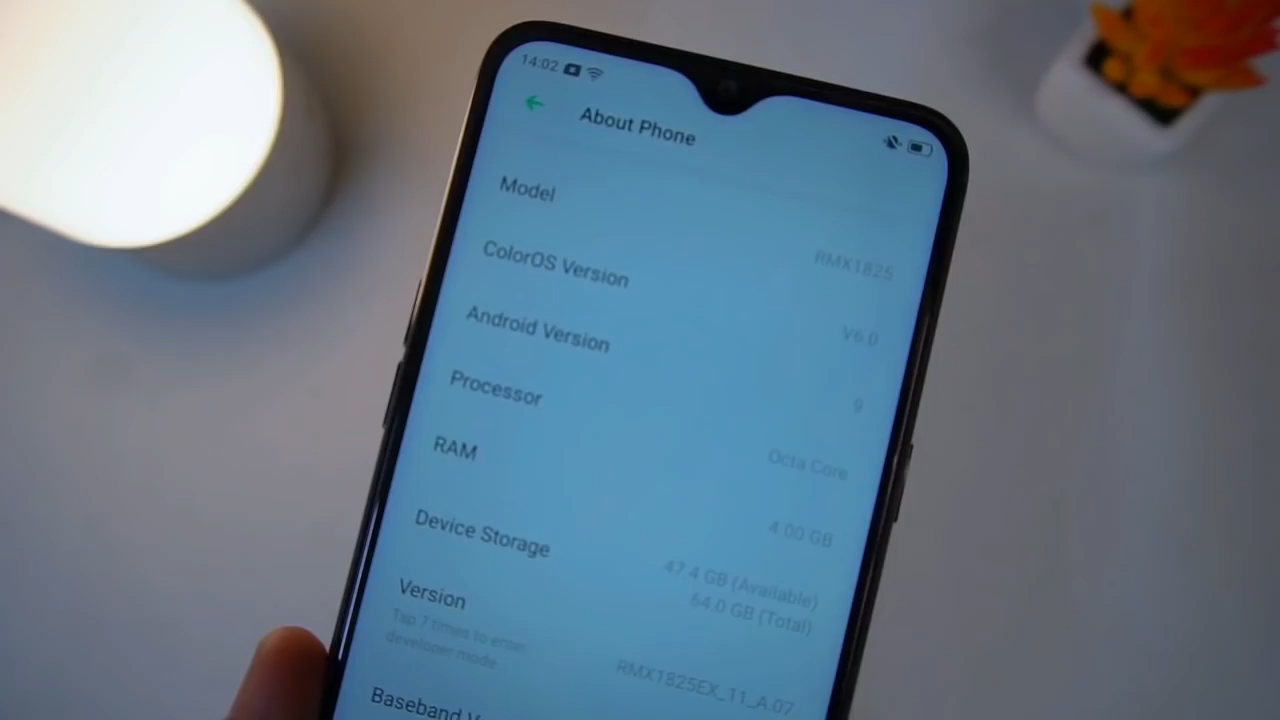 14:02
About Phone
Model
RMX1825
ColorOS Version
V6.0
Android Version
9
Processor
Octa Core
RAM
4.00 GB
Device Storage
47.4 GB (Available)
64.0 GB (Total)
Version
Tap 7 times to enter
developer mode
RMX1825EX_11_A.07
Baseband